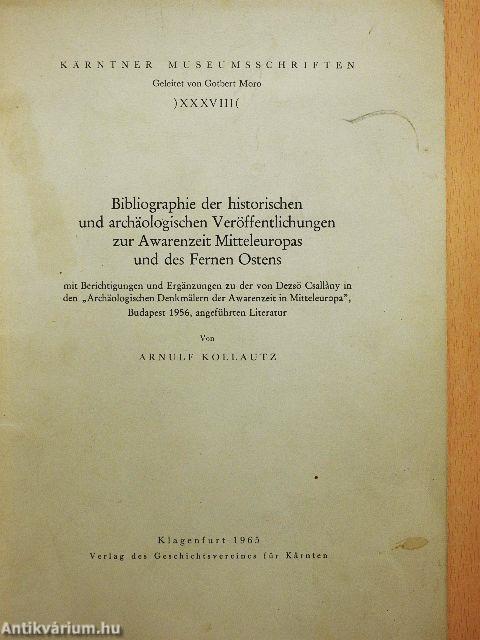 KÄRNTNER MUSEUMSSCHRIFTEN
Geleitet von Gotbert Moro
)XXXVIII(
Bibliographie der historischen
und archäologischen Veröffentlichungen
zur Awarenzeit Mitteleuropas
und des Fernen Ostens
mit Berichtigungen und Ergänzungen zu der von Dezsö Csallàny in
den „Archäologischen Denkmälern der Awarenzeit in Mitteleuropa”,
Budapest 1956, angeführten Literatur
Von
ARNULF KOLLAUTZ
Klagenfurt 1965
Verlag des Geschichtsvereines für Kärnten
Antikvárium.hu